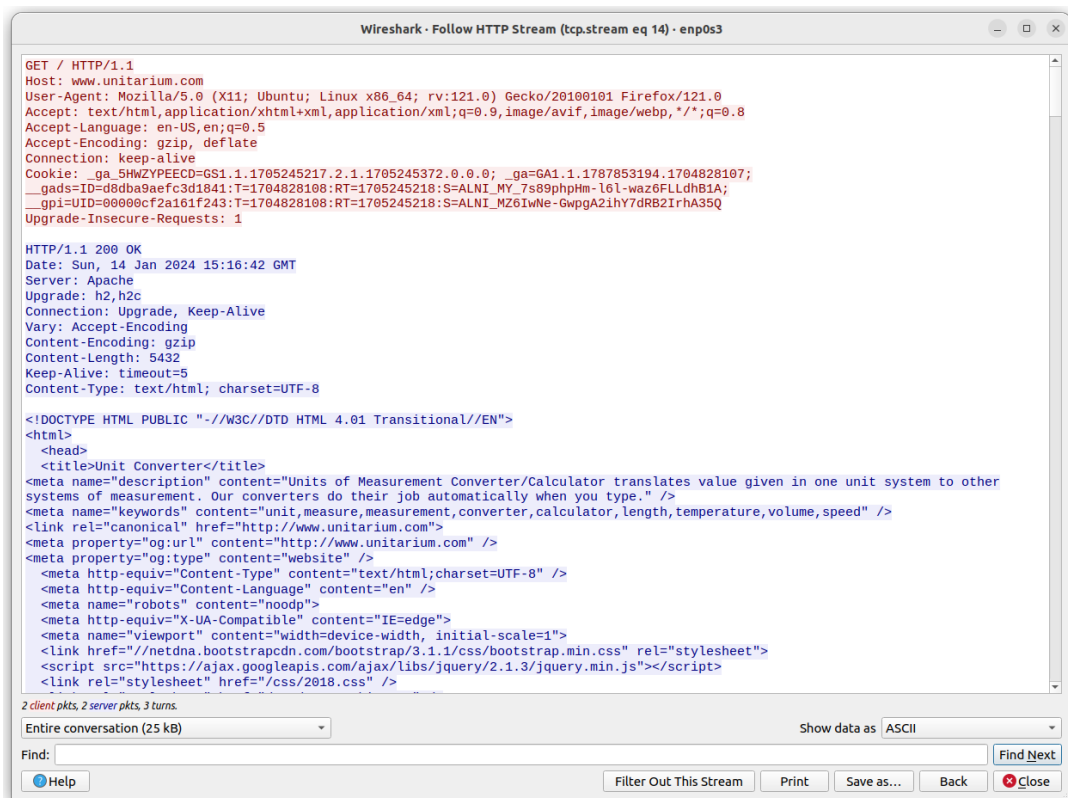 Wireshark · Follow HTTP Stream (tcp.stream eq 14) · enp0s3
GET / HTTP/1.1
Host: www.unitarium.com
User-Agent: Mozilla/5.0 (X11; Ubuntu; Linux x86_64; rv:121.0) Gecko/20100101 Firefox/121.0
Accept: text/html,application/xhtml+xml,application/xml;q=0.9,image/avif,image/webp,*/*;q=0.8
Accept-Language: en-US,en;q=0.5
Accept-Encoding: gzip, deflate
Connection: keep-alive
Cookie: _ga_5HWZYPEECD=GS1.1.1705245217.2.1.1705245372.0.0.0; _ga=GA1.1.1787853194.1704828107;
__gads=ID=d8dba9aefc3d1841:T=1704828108:RT=1705245218:S=ALNI_MY_7s89phpHm-l6l-waz6FLLdhB1A;
__gpi=UID=00000cf2a161f243:T=1704828108:RT=1705245218:S=ALNI_MZ6IwNe-GwpgA2ihY7dRB2IrhA35Q
Upgrade-Insecure-Requests: 1
HTTP/1.1 200 OK
Date: Sun, 14 Jan 2024 15:16:42 GMT
Server: Apache
Upgrade: h2,h2c
Connection: Upgrade, Keep-Alive
Vary: Accept-Encoding
Content-Encoding: gzip
Content-Length: 5432
Keep-Alive: timeout=5
Content-Type: text/html; charset=UTF-8
<!DOCTYPE HTML PUBLIC "-//W3C//DTD HTML 4.01 Transitional//EN">
<html>
<head>
<title>Unit Converter</title>
<meta name="description" content="Units of Measurement Converter/Calculator translates value given in one unit system to other
systems of measurement. Our converters do their job automatically when you type." />
<meta name="keywords" content="unit,measure,measurement,converter,calculator,length,temperature,volume,speed" />
<link rel="canonical" href="http://www.unitarium.com">
<meta property="og:url" content="http://www.unitarium.com" />
<meta property="og:type" content="website" />
<meta http-equiv="Content-Type" content="text/html;charset=UTF-8" />
<meta http-equiv="Content-Language" content="en" />
<meta name="robots" content="noodp">
<meta http-equiv="X-UA-Compatible" content="IE=edge">
<meta name="viewport" content="width=device-width, initial-scale=1">
<link href="//netdna.bootstrapcdn.com/bootstrap/3.1.1/css/bootstrap.min.css" rel="stylesheet">
<script src="https://ajax.googleapis.com/ajax/libs/jquery/2.1.3/jquery.min.js"></script>
<link rel="stylesheet" href="/css/2018.css" />
2 client pkts, 2 server pkts, 3 turns.
Entire conversation (25 kB) Show data as ASCII
Find: Find Next
Help Filter Out This Stream Print Save as… Back Close